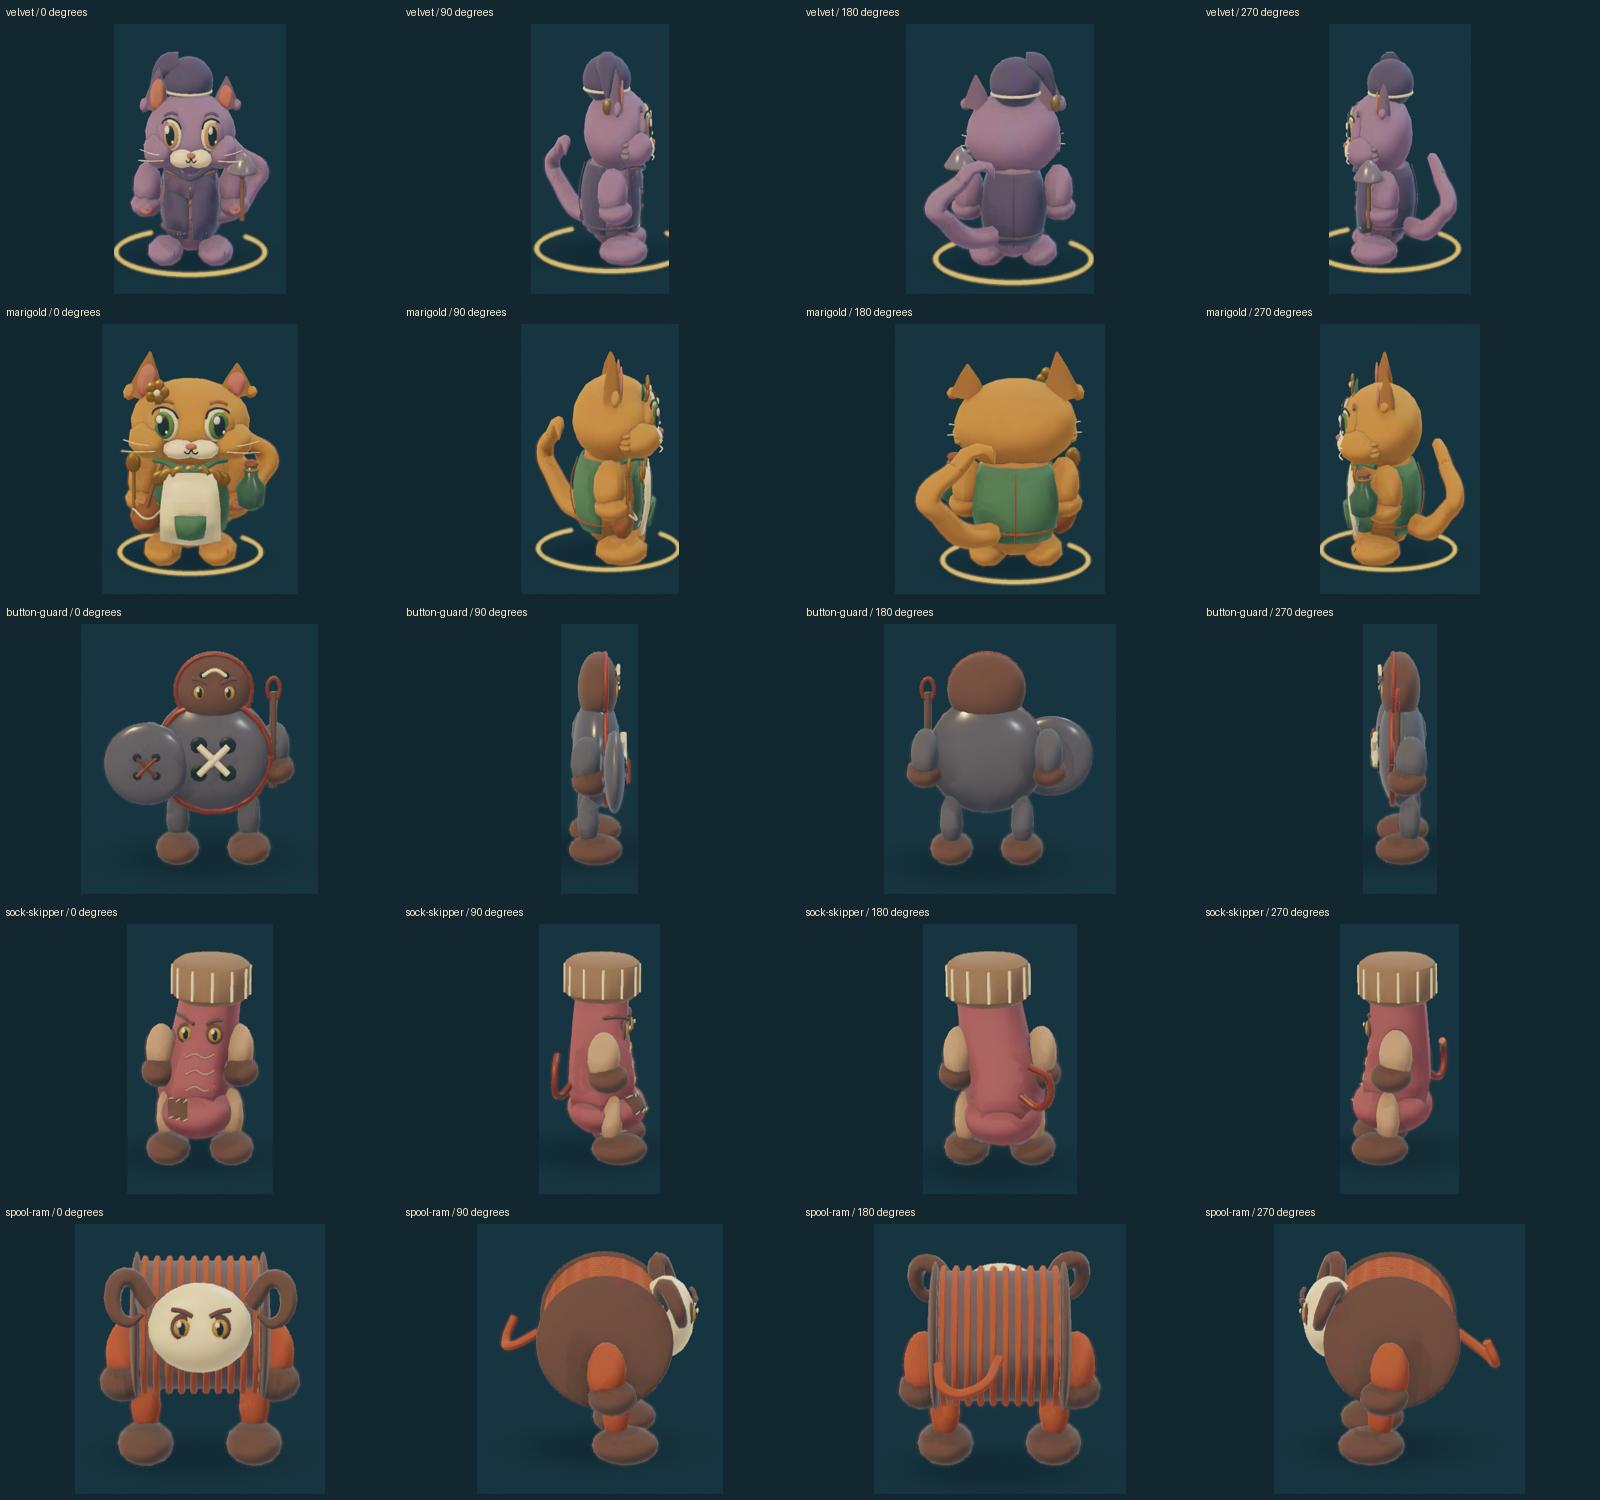 velvet / 0 degrees
velvet / 90 degrees
velvet / 180 degrees
velvet / 270 degrees
marigold / 0 degrees
marigold / 90 degrees
marigold / 180 degrees
marigold / 270 degrees
button-guard / 0 degrees
button-guard / 90 degrees
button-guard / 180 degrees
button-guard / 270 degrees
sock-skipper / 0 degrees
sock-skipper / 90 degrees
sock-skipper / 180 degrees
sock-skipper / 270 degrees
spool-ram / 0 degrees
spool-ram / 90 degrees
spool-ram / 180 degrees
spool-ram / 270 degrees